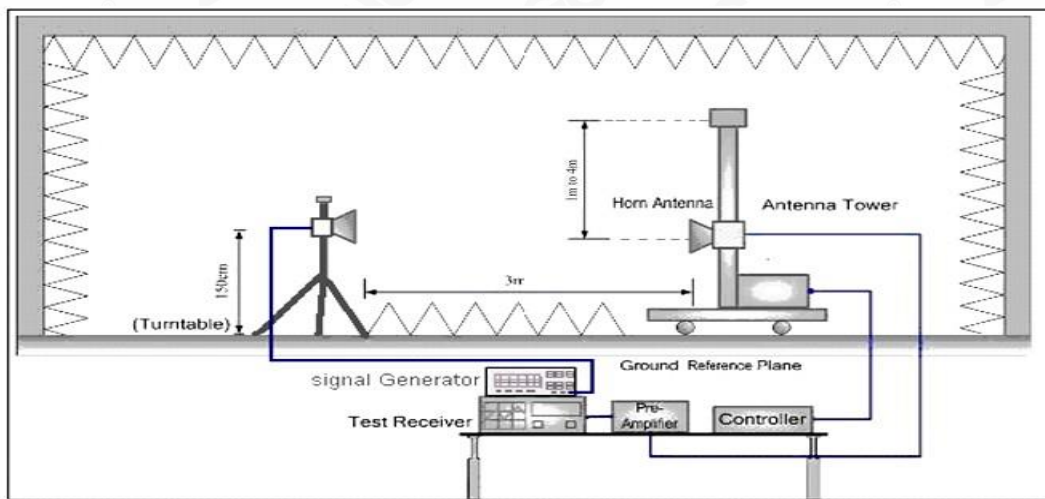 1m to 4m
Horn Antenna
Antenna Tower
150cm
3m
(Turntable)
Ground Reference Plane
signal Generator
Test Receiver
Pre-
Amplifier
Controller